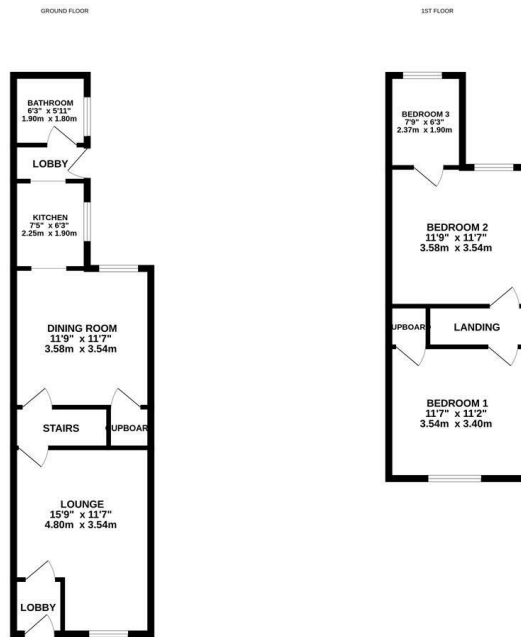 GROUND FLOOR
BATHROOM
6'3" x 5'11"
1.90m x 1.80m
LOBBY
KITCHEN
7'5" x 6'3"
2.25m x 1.90m
DINING ROOM
11'9" x 11'7"
3.58m x 3.54m
STAIRS
UPBOAR
LOUNGE
15'9" x 11'7"
4.80m x 3.54m
LOBBY
1ST FLOOR
BEDROOM 3
7'9" x 6'3"
2.37m x 1.90m
BEDROOM 2
11'9" x 11'7"
3.58m x 3.54m
UPBOARD
LANDING
BEDROOM 1
11'7" x 11'2"
3.54m x 3.40m